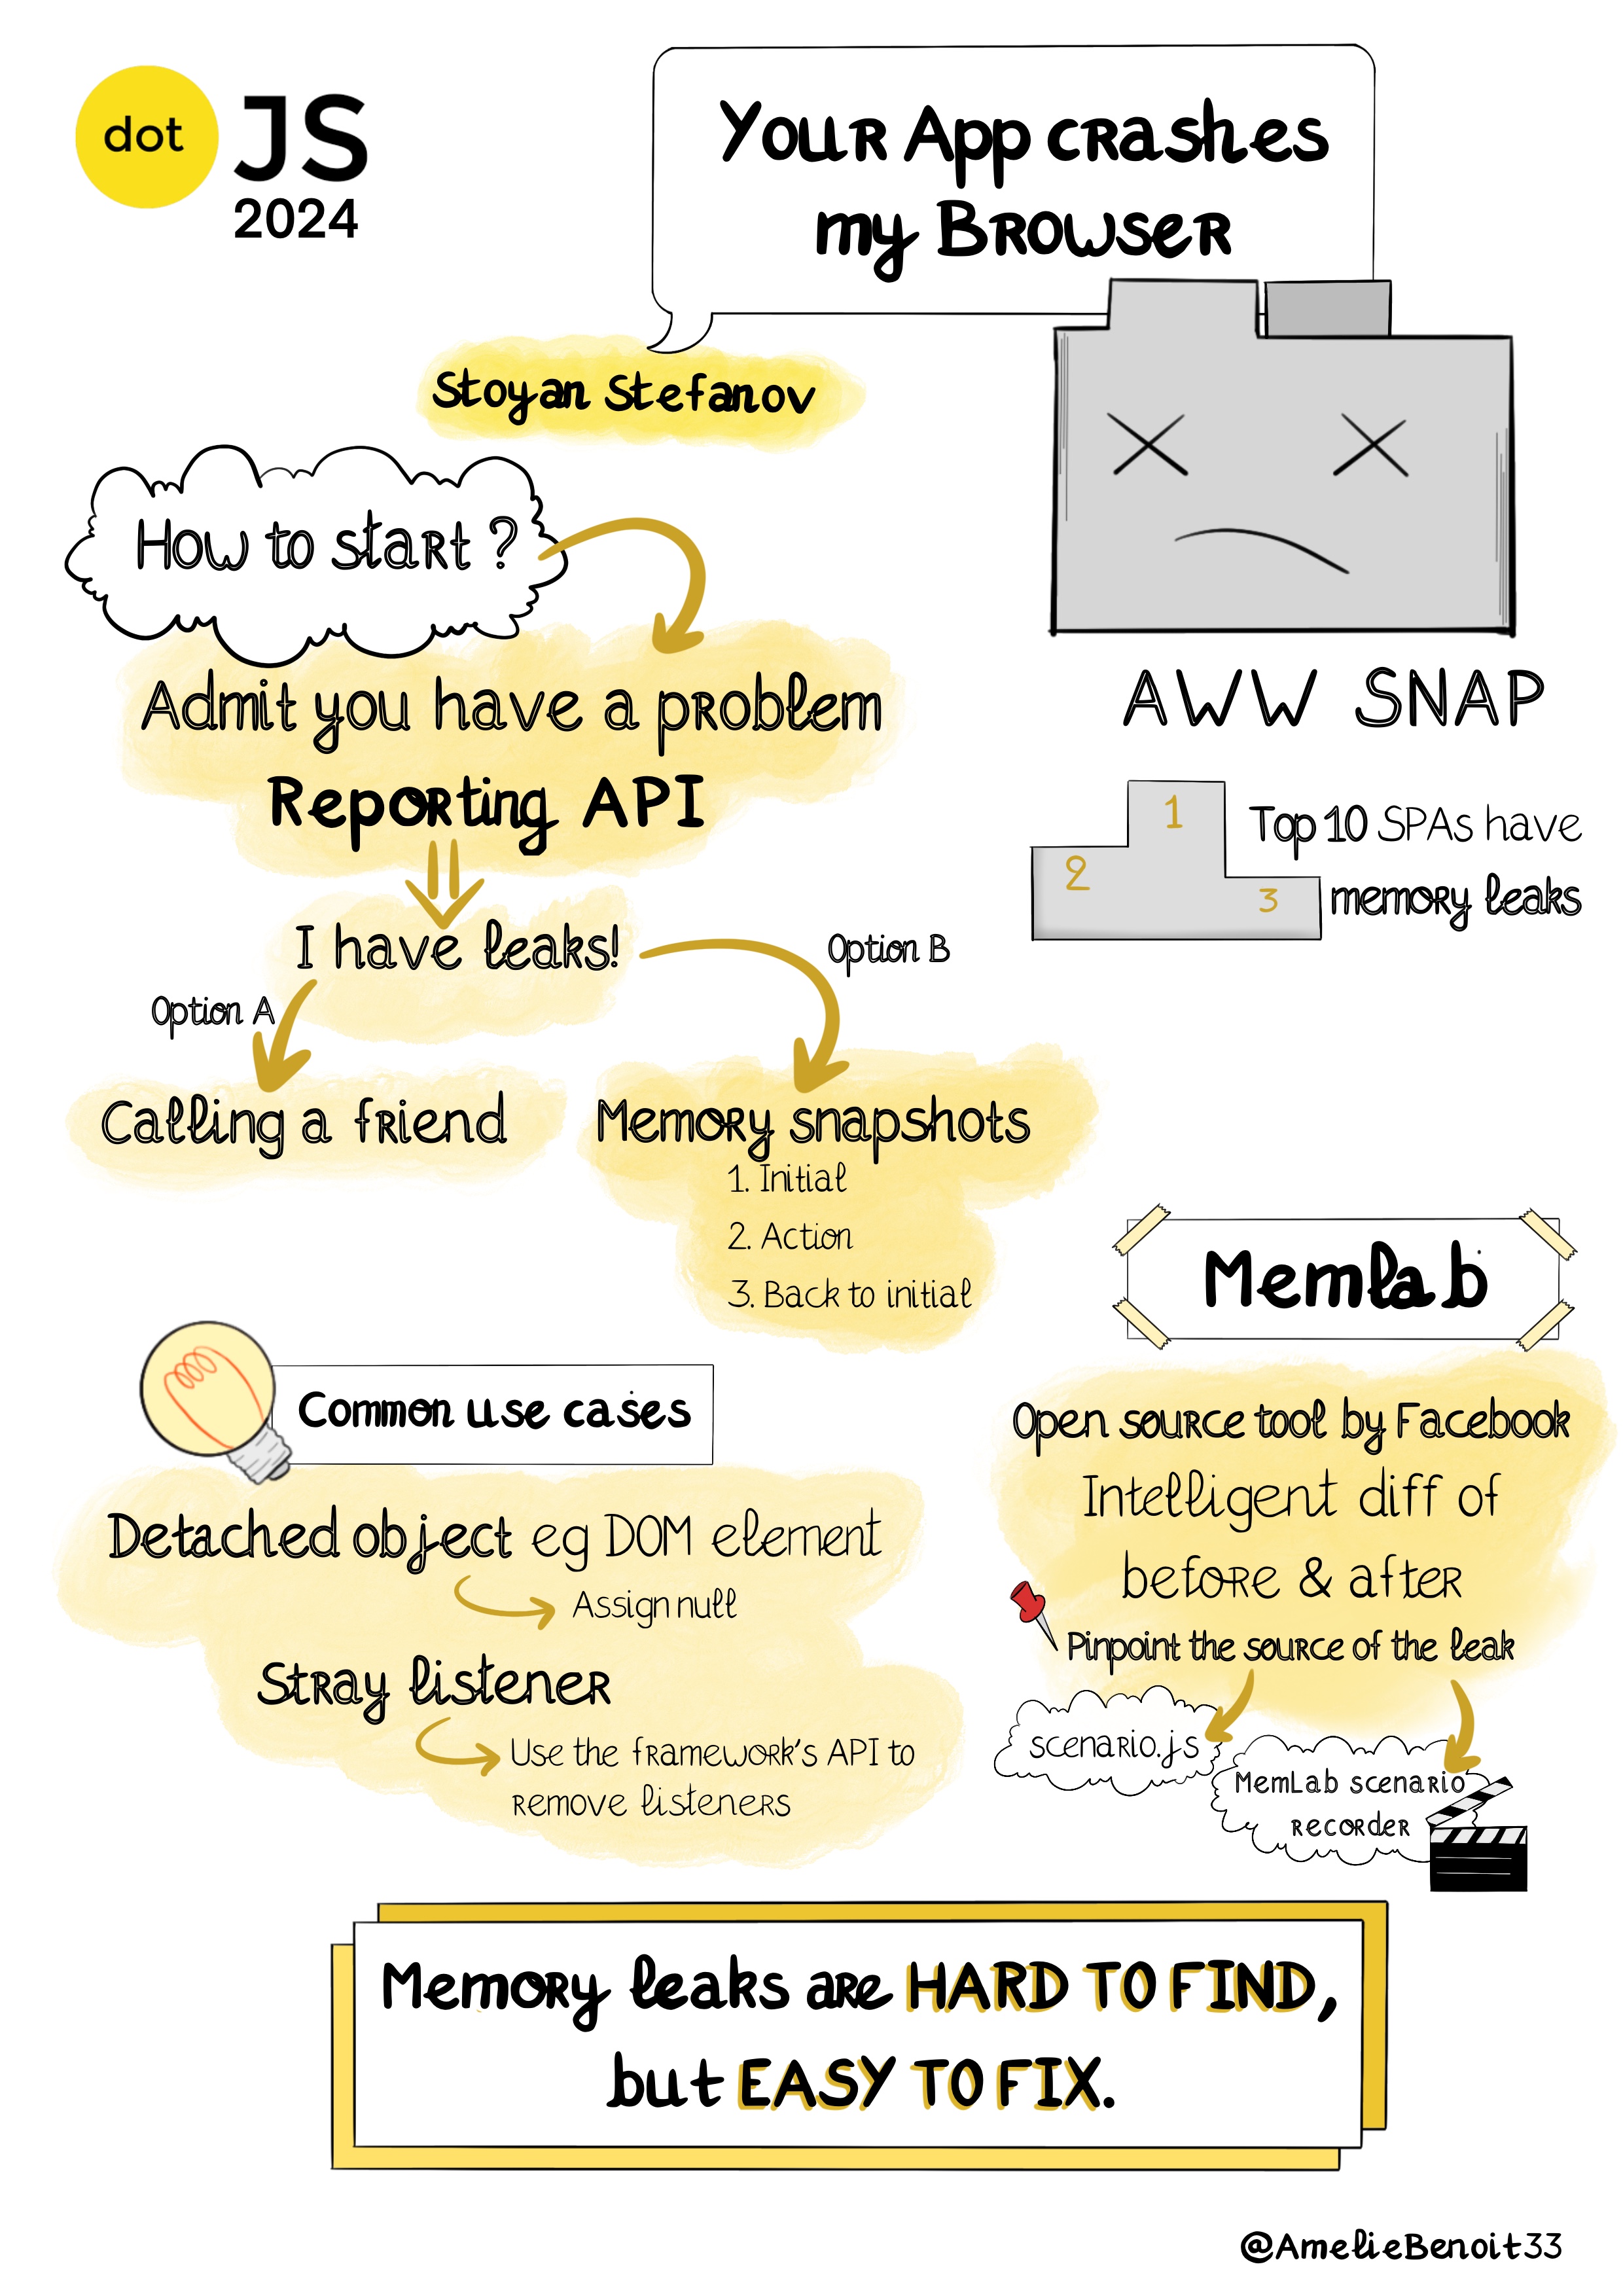 dot JS
2024
Your App crashes
my Browser
Stoyan Stefanov
How to start ?
Admit you have a problem
Reporting API
I have leaks!
Option A
Option B
Calling a friend
Memory snapshots
1. Initial
2. Action
3. Back to initial
AWW SNAP
1
2
3
Top 10 SPAs have
memory leaks
Common use cases
Detached object eg DOM element
Assign null
Stray listener
Use the framework's API to
remove listeners
Memlab
Open source tool by Facebook
Intelligent diff of
before & after
Pinpoint the source of the leak
scenario.js
MemLab scenario
recorder
Memory leaks are HARD TO FIND,
but EASY TO FIX.
@AmelieBenoit33